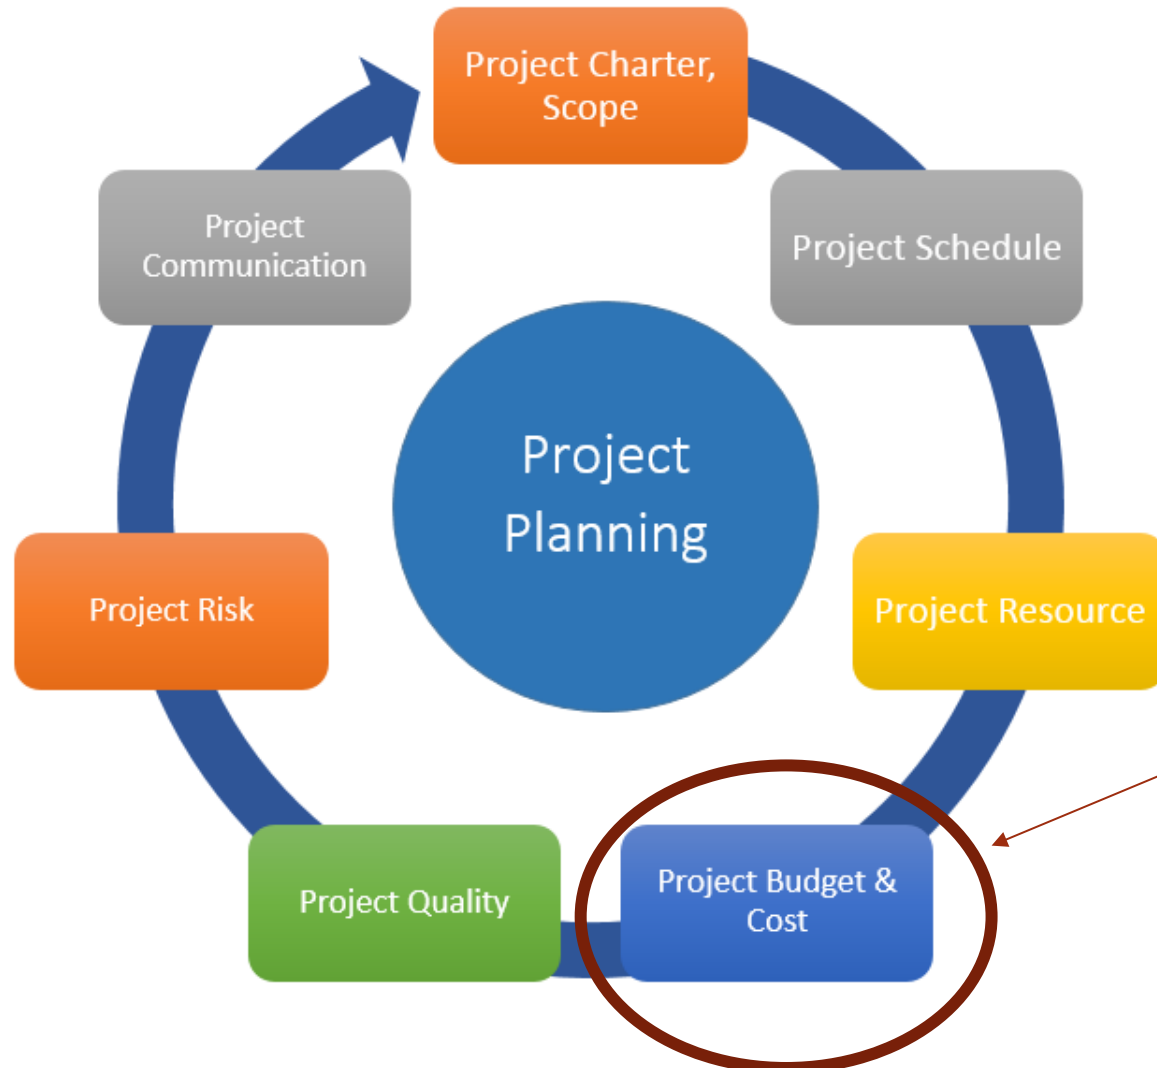 Project Charter,
Scope
Project Schedule
Project Resource
Project Budget &
Cost
Project Quality
Project Risk
Project
Communication
Project
Planning